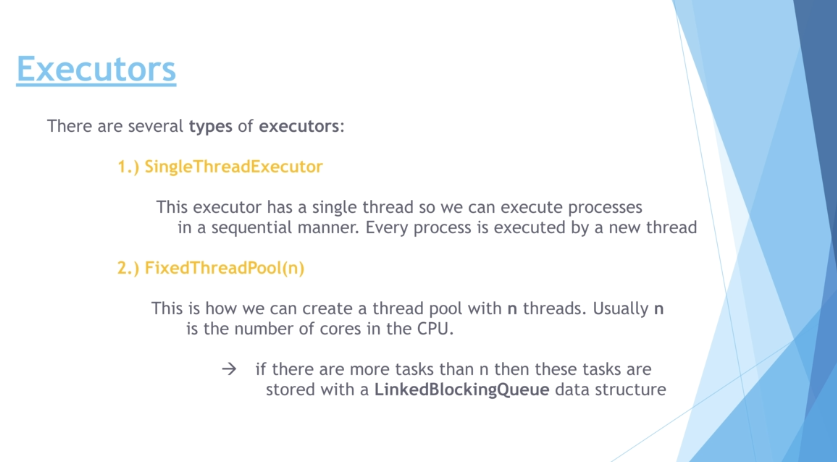 Executors
There are several types of executors:
1.) SingleThreadExecutor
This executor has a single thread so we can execute processes
in a sequential manner. Every process is executed by a new thread
2.) FixedThreadPool(n)
This is how we can create a thread pool with n threads. Usually n
is the number of cores in the CPU.
→ if there are more tasks than n then these tasks are
stored with a LinkedBlockingQueue data structure